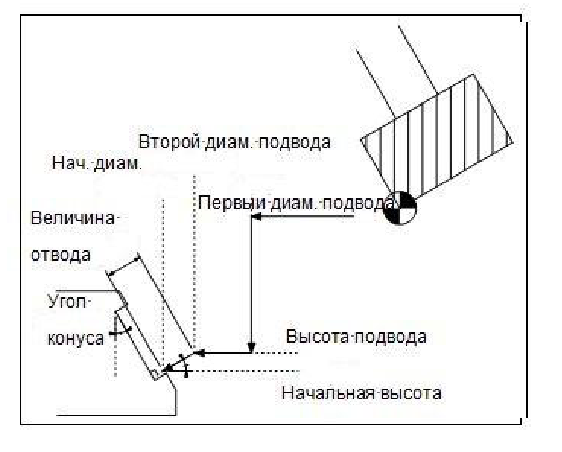 Второй·диам.·подвода
Нач.·диам.
Первый·диам.·подвода
Величина·
отвода
Угол·
конуса
Высота·подвода
Начальная·высота